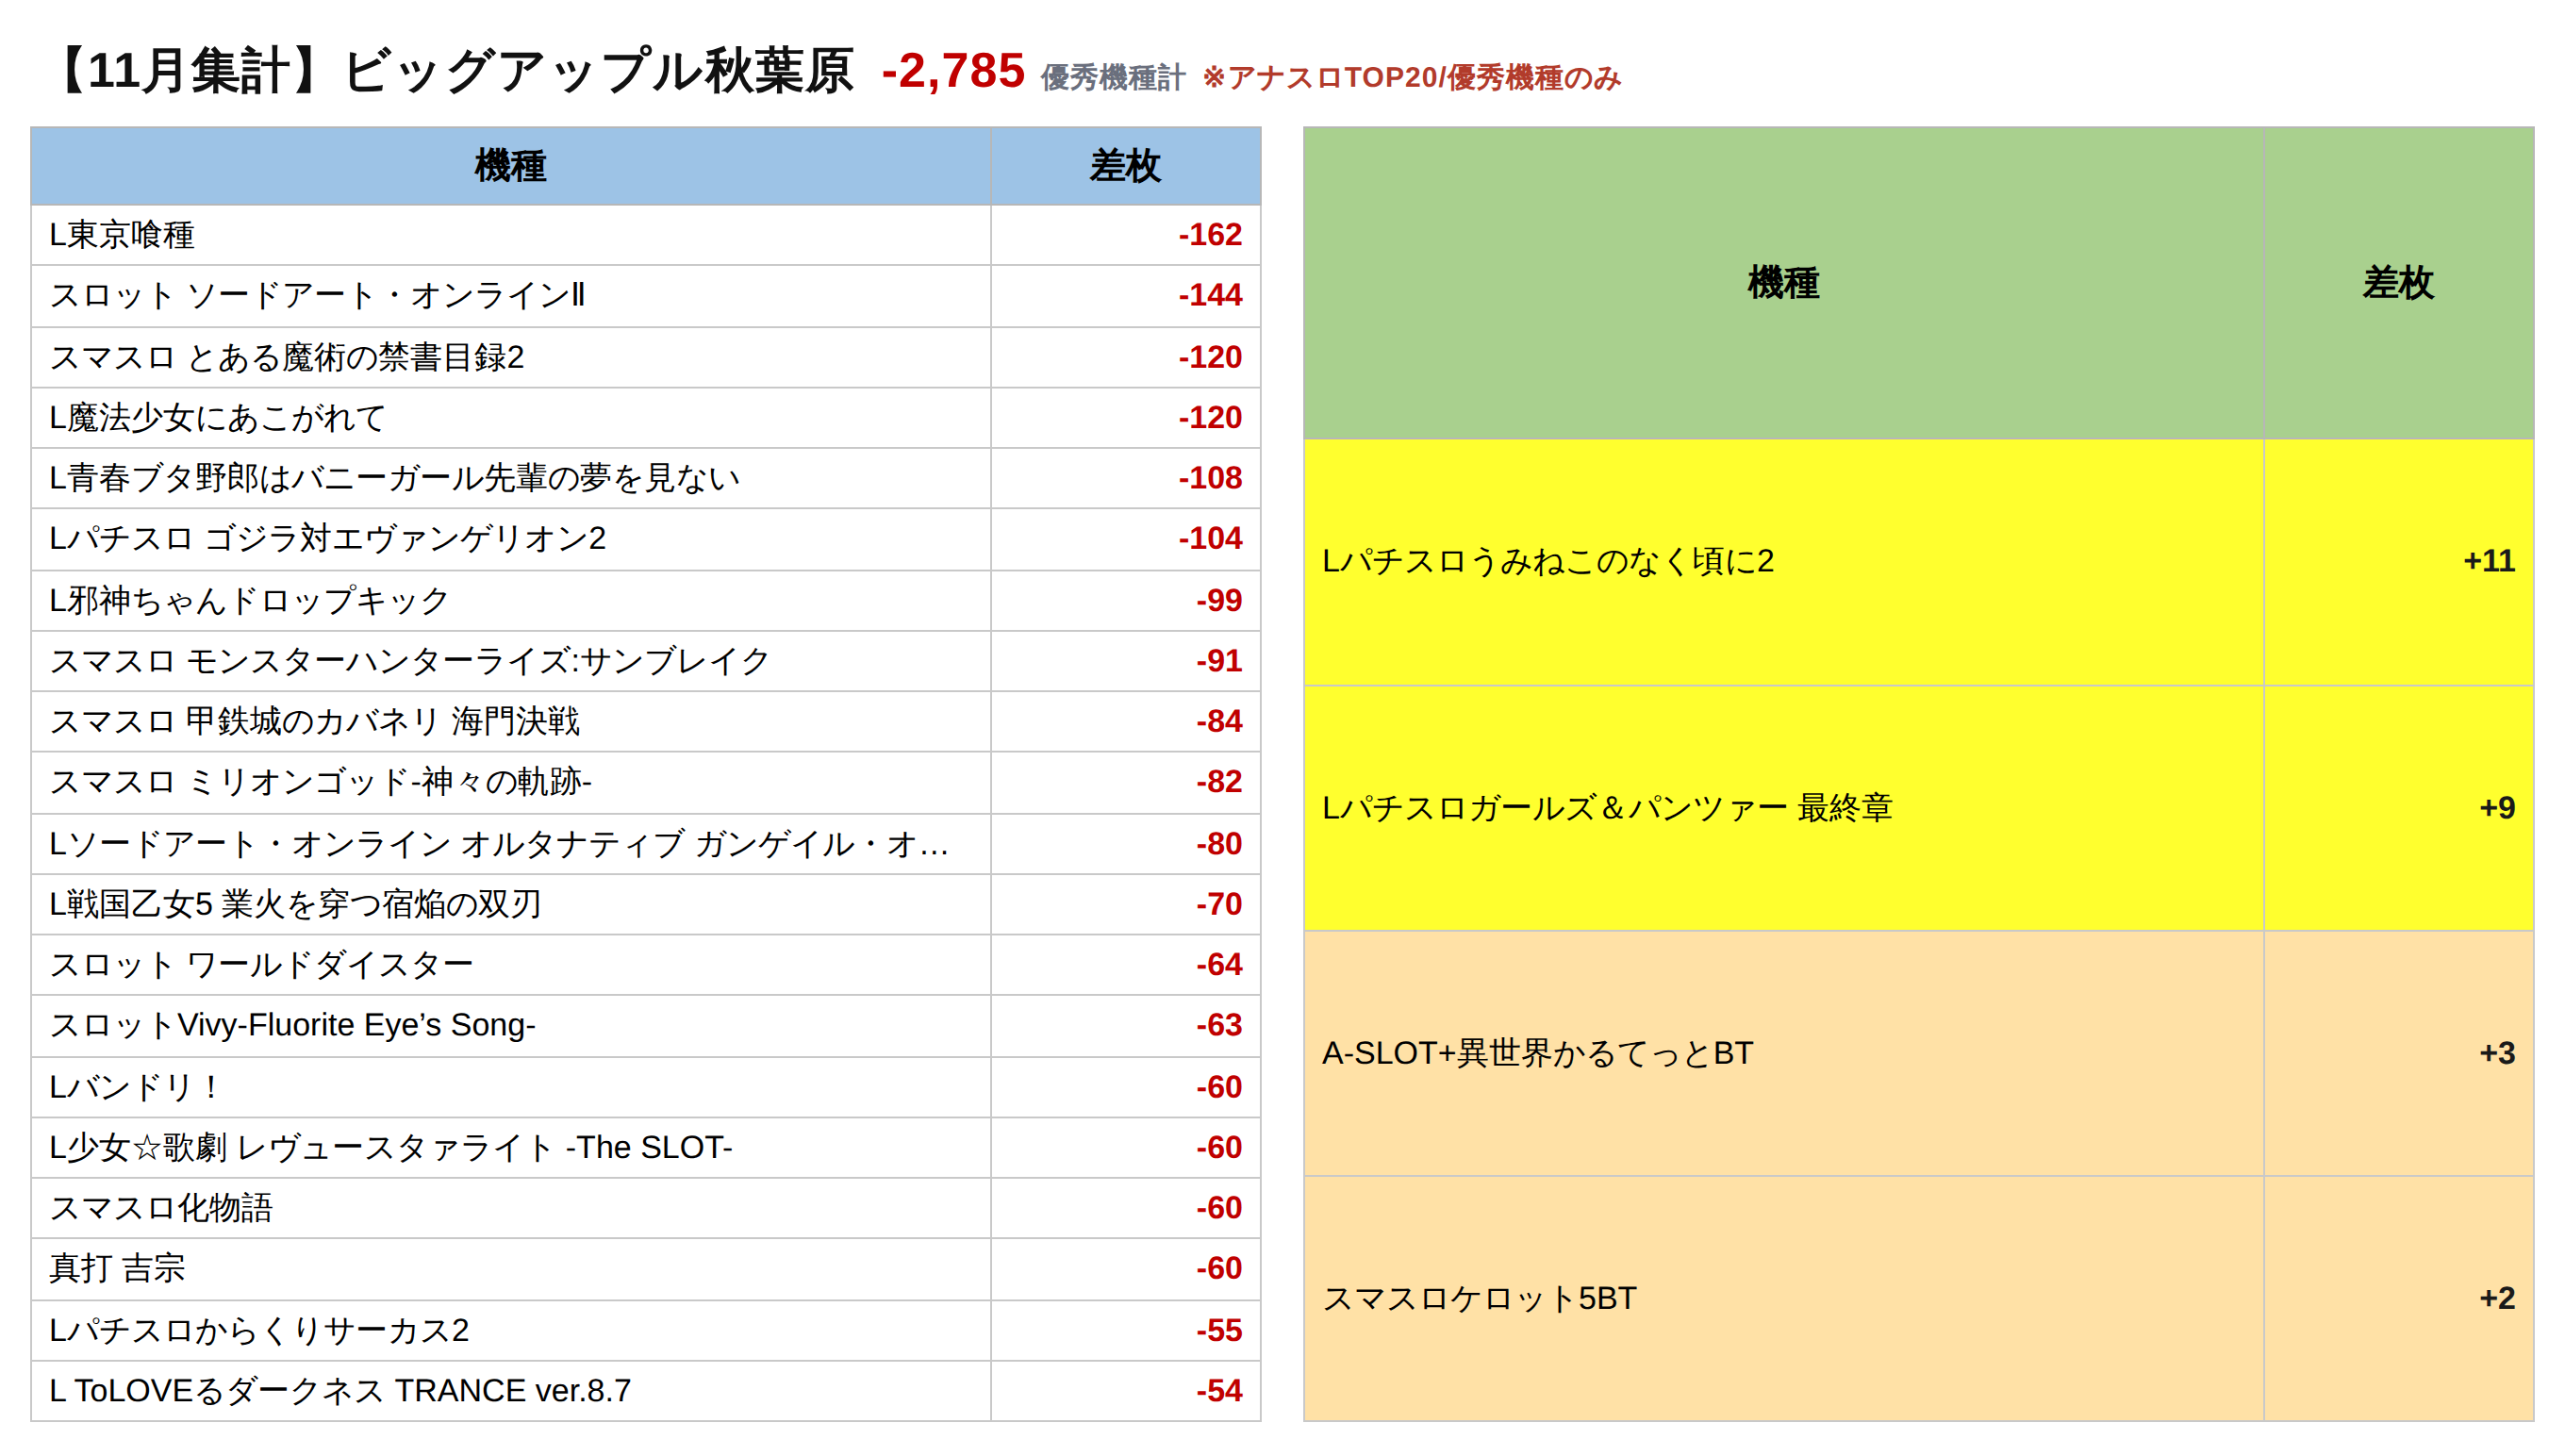 【11月集計】ビッグアップル秋葉原 -2,785 優秀機種計 ※アナスロTOP20/優秀機種のみ
機種 差枚
L東京喰種 -162
スロット ソードアート・オンラインⅡ -144
スマスロ とある魔術の禁書目録2 -120
L魔法少女にあこがれて -120
L青春ブタ野郎はバニーガール先輩の夢を見ない -108
Lパチスロ ゴジラ対エヴァンゲリオン2 -104
L邪神ちゃんドロップキック -99
スマスロ モンスターハンターライズ:サンブレイク -91
スマスロ 甲鉄城のカバネリ 海門決戦 -84
スマスロ ミリオンゴッド-神々の軌跡- -82
Lソードアート・オンライン オルタナティブ ガンゲイル・オ… -80
L戦国乙女5 業火を穿つ宿焔の双刃 -70
スロット ワールドダイスター -64
スロットVivy-Fluorite Eye’s Song- -63
Lバンドリ！ -60
L少女☆歌劇 レヴュースタァライト -The SLOT- -60
スマスロ化物語 -60
真打 吉宗 -60
Lパチスロからくりサーカス2 -55
L ToLOVEるダークネス TRANCE ver.8.7 -54
機種 差枚
Lパチスロうみねこのなく頃に2 +11
Lパチスロガールズ＆パンツァー 最終章 +9
A-SLOT+異世界かるてっとBT +3
スマスロケロット5BT +2